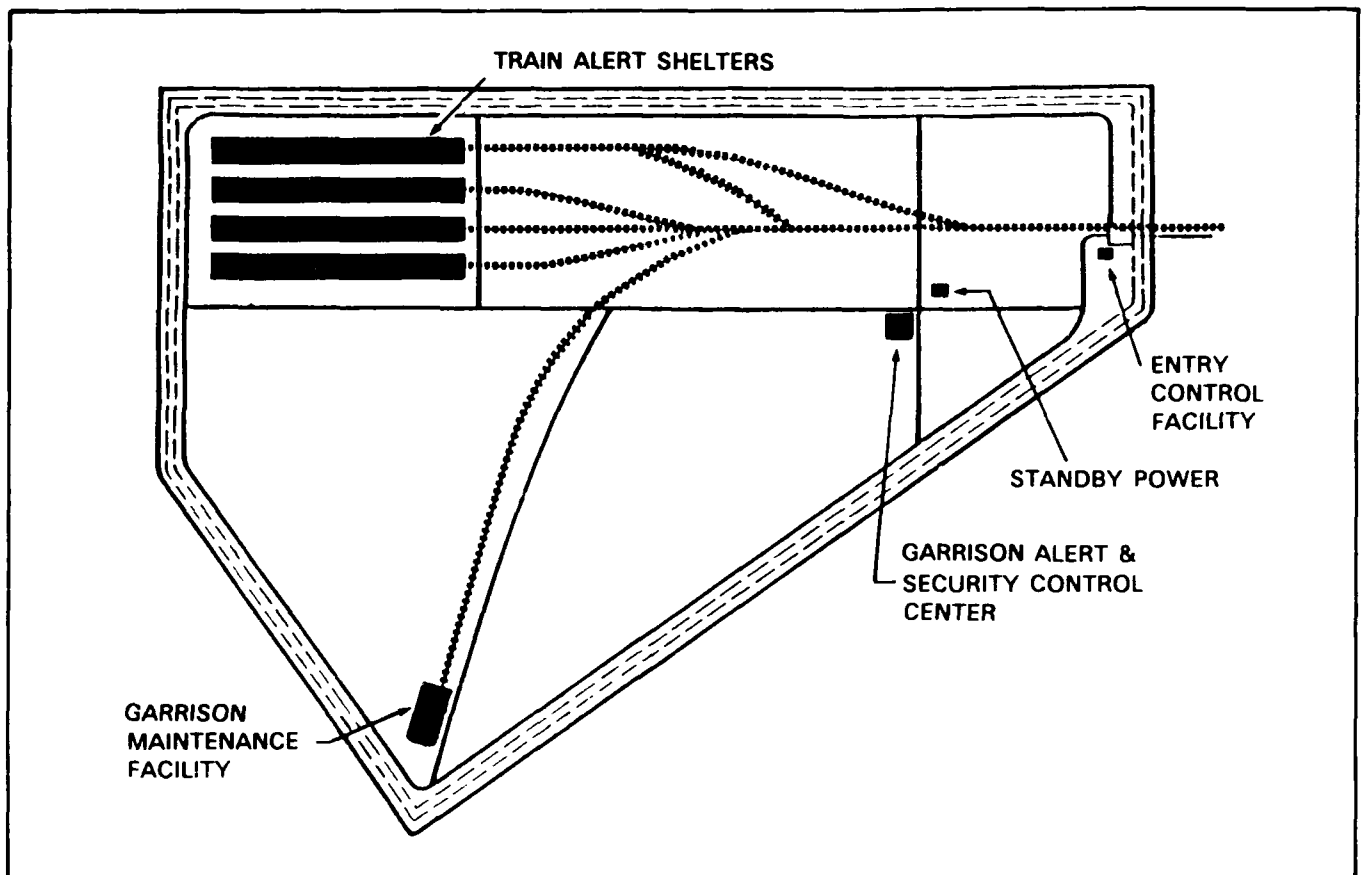 TRAIN ALERT SHELTERS
ENTRY
CONTROL
FACILITY
STANDBY POWER
GARRISON ALERT &
SECURITY CONTROL
CENTER
GARRISON
MAINTENANCE
FACILITY